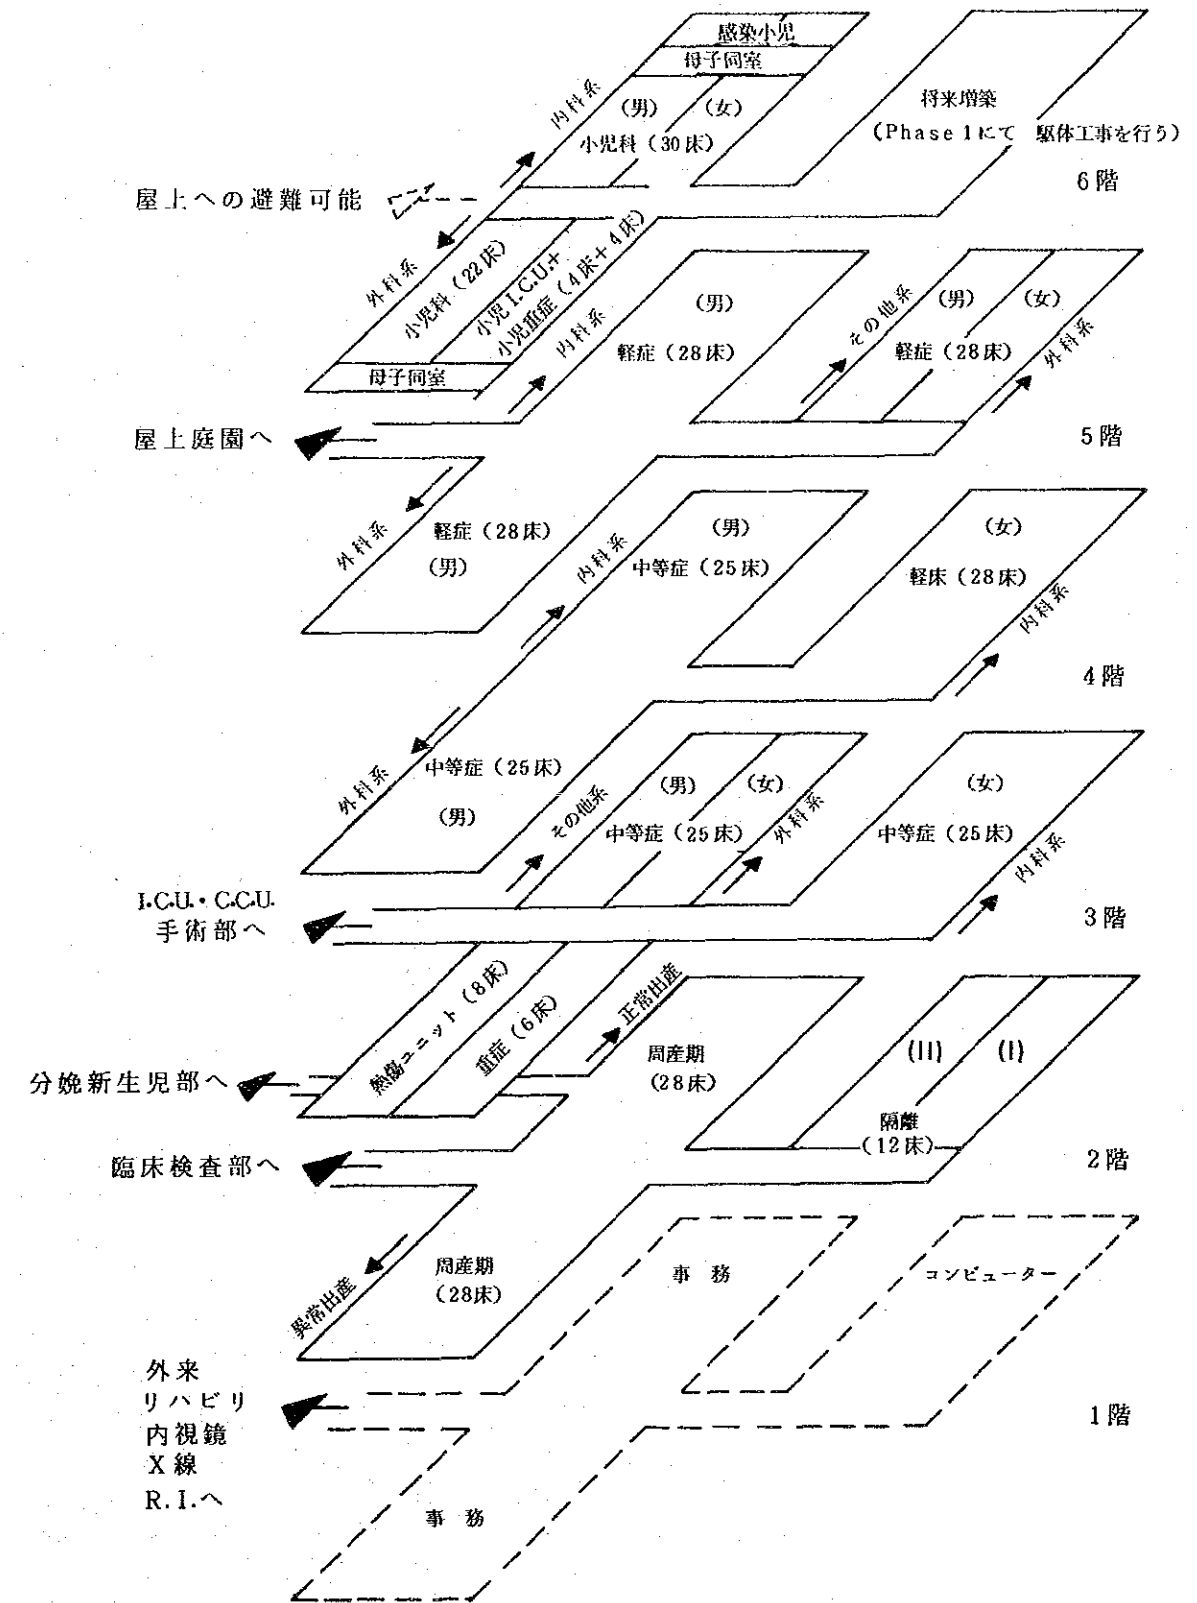 感染小児
母子同室
内科系
(男)
(女)
小児科(30床)
将来増築
(Phase 1にて 駆体工事を行う)
6階
屋上への避難可能
外科系
小児科(22床)
小児I.C.U.+
小児重症(4床+4床)
母子同室
内科系
(男)
軽症(28床)
その他系
(男)
(女)
軽症(28床)
外科系
屋上庭園へ
5階
外科系
軽症(28床)
(男)
内科系
(男)
中等症(25床)
(女)
軽床(28床)
内科系
4階
外科系
中等症(25床)
(男)
その他系
(男)
(女)
中等症(25床)
外科系
(女)
中等症(25床)
内科系
I.C.U.・C.C.U.
手術部へ
3階
熱傷ユニット(8床)
重症(6床)
正常出産
周産期
(28床)
(II)
(I)
隔離
(12床)
分娩新生児部へ
臨床検査部へ
2階
異常出産
周産期
(28床)
事 務
コンピューター
外来
リハビリ
内視鏡
X線
R.I.へ
1階
事 務